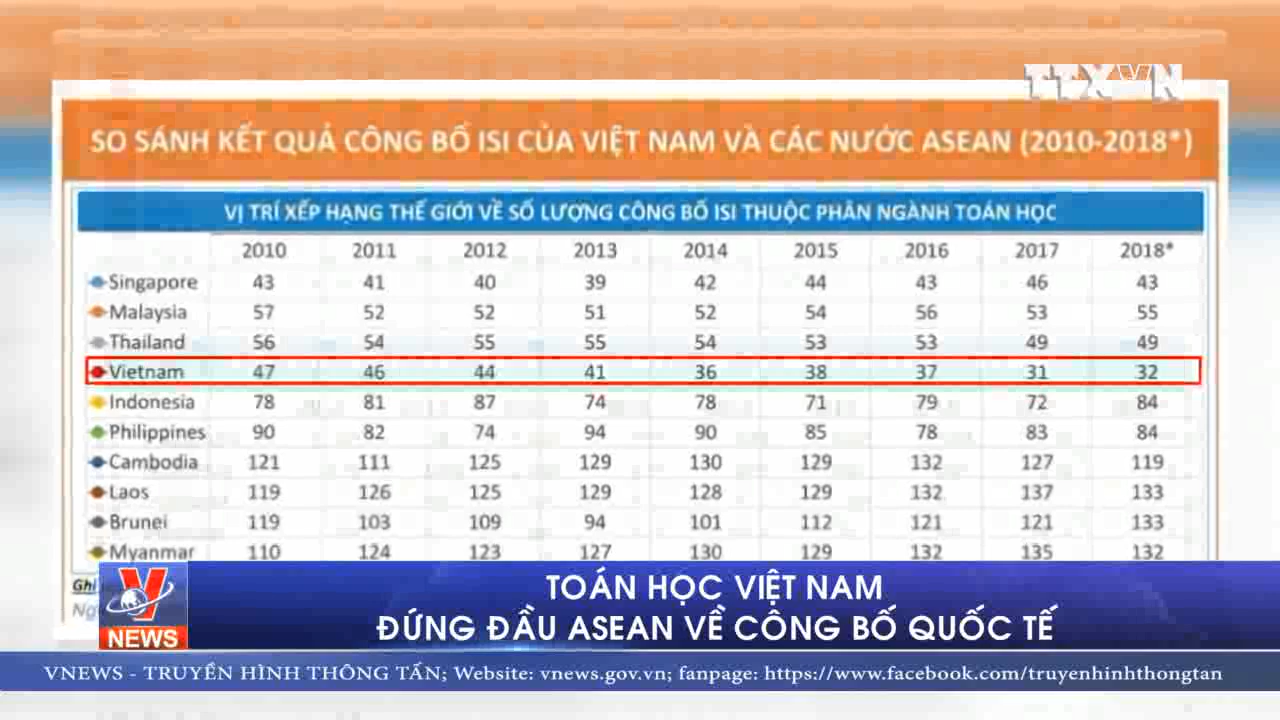 TTXVN
SO SÁNH KẾT QUẢ CÔNG BỐ ISI CỦA VIỆT NAM VÀ CÁC NƯỚC ASEAN (2010-2018*)
VỊ TRÍ XẾP HẠNG THẾ GIỚI VỀ SỐ LƯỢNG CÔNG BỐ ISI THUỘC PHÂN NGÀNH TOÁN HỌC
2010 2011 2012 2013 2014 2015 2016 2017 2018*
Singapore 43 41 40 39 42 44 43 46 43
Malaysia 57 52 52 51 52 54 56 53 55
Thailand 56 54 55 55 54 53 53 49 49
Vietnam 47 46 44 41 36 38 37 31 32
Indonesia 78 81 87 74 78 71 79 72 84
Philippines 90 82 74 94 90 85 78 83 84
Cambodia 121 111 125 129 130 129 132 127 119
Laos 119 126 125 129 128 129 132 137 133
Brunei 119 103 109 94 101 112 121 121 133
Myanmar 110 124 123 127 130 129 132 135 132
Ghi
V NEWS
TOÁN HỌC VIỆT NAM
ĐỨNG ĐẦU ASEAN VỀ CÔNG BỐ QUỐC TẾ
VNEWS - TRUYỀN HÌNH THÔNG TẤN; Website: vnews.gov.vn; fanpage: https://www.facebook.com/truyenhinhthongtan